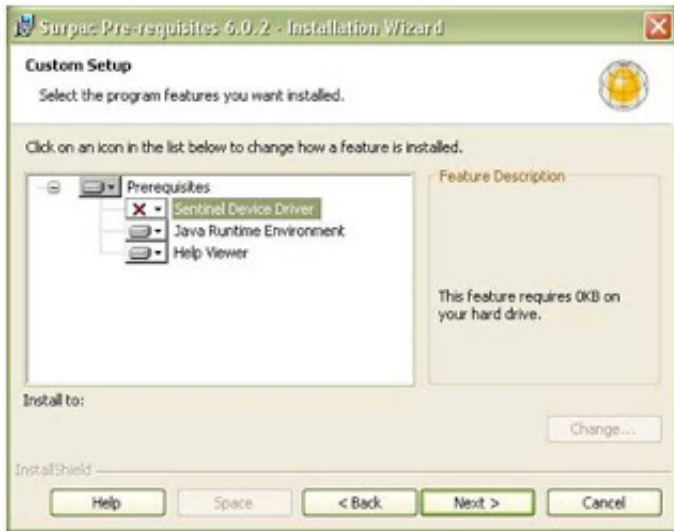 Surpac Pre-requisites 6.0.2 - Installation Wizard
Custom Setup
Select the program features you want installed.
Click on an icon in the list below to change how a feature is installed.
Prerequisites
Sentinel Device Driver
Java Runtime Environment
Help Viewer
Feature Description
This feature requires 0KB on
your hard drive.
Install to:
Change...
InstallShield
Help
Space
< Back
Next >
Cancel